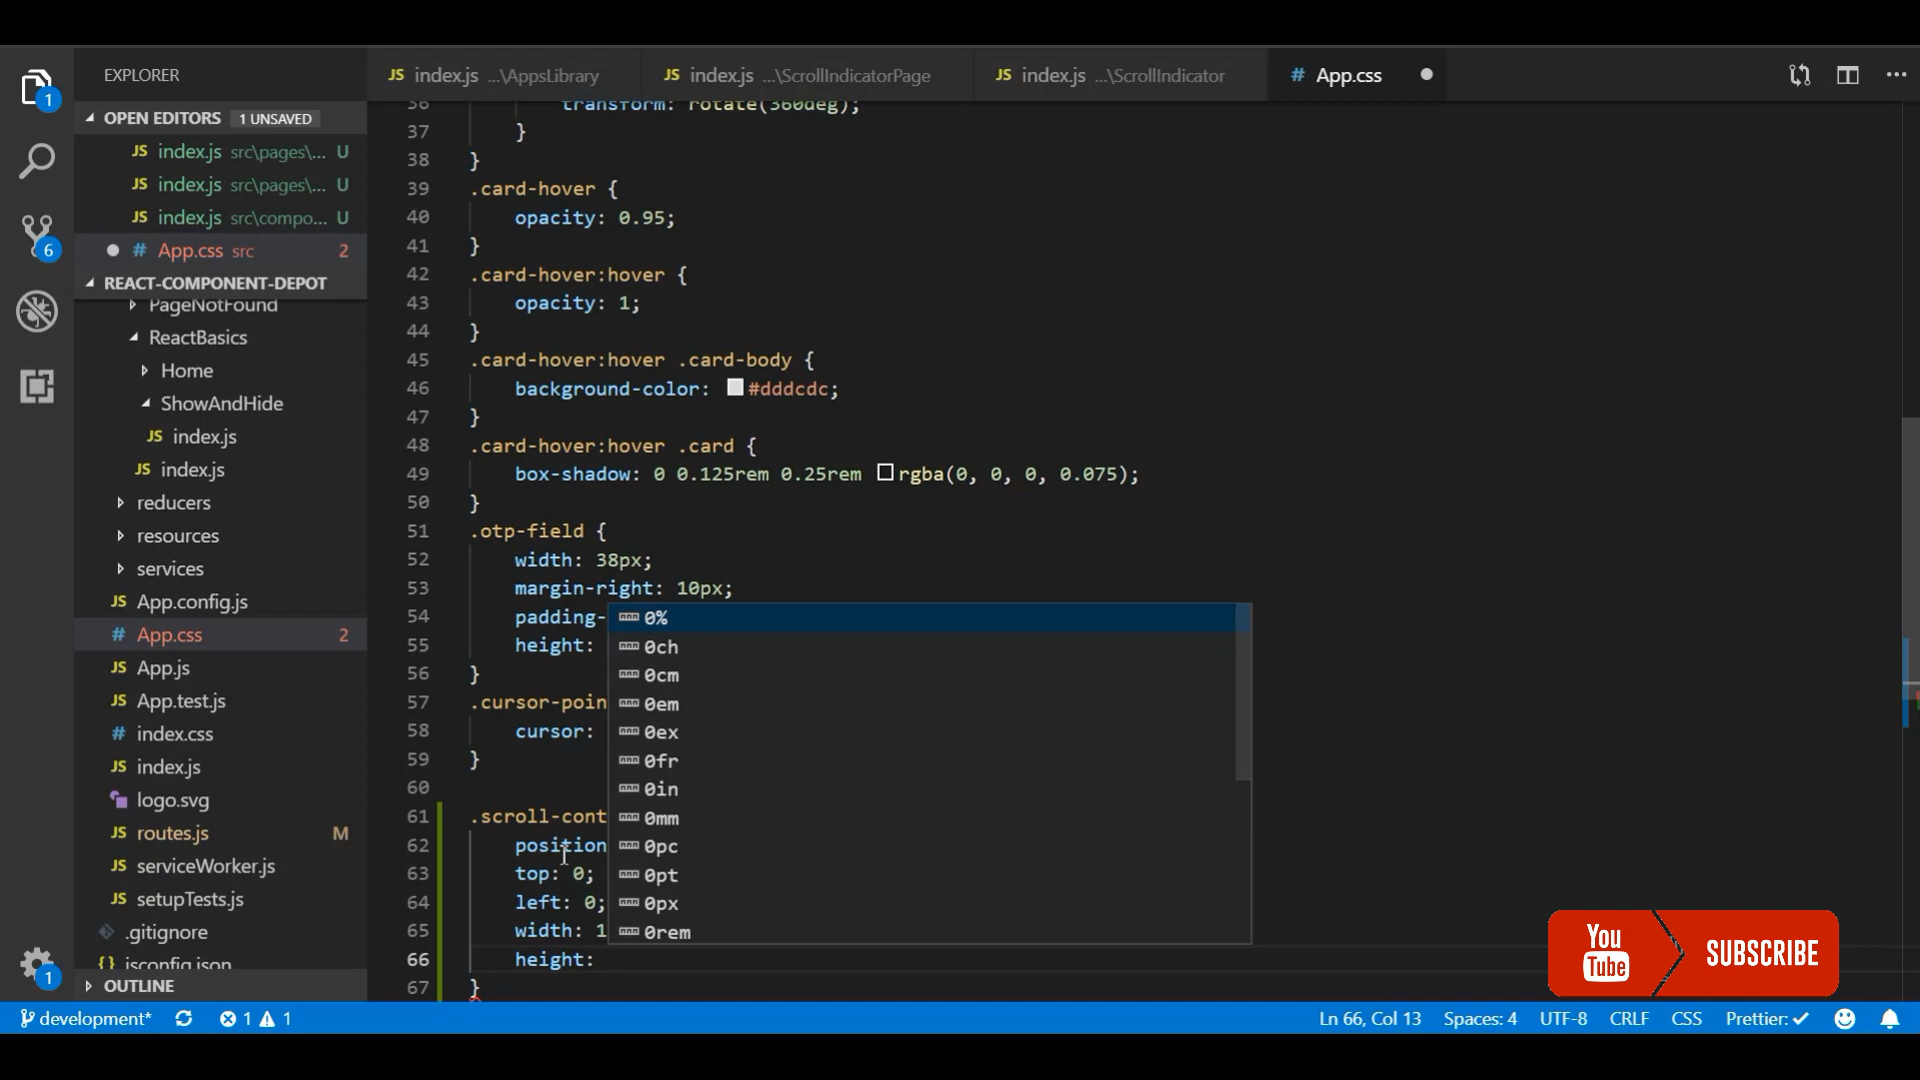 EXPLORER
JS index.js ...\AppsLibrary
JS index.js ...\ScrollIndicatorPage
JS index.js ...\ScrollIndicator
# App.css
1
OPEN EDITORS 1 UNSAVED
JS index.js src\pages\... U
JS index.js src\pages\... U
JS index.js src\compo... U
# App.css src 2
6
REACT-COMPONENT-DEPOT
PageNotFound
ReactBasics
Home
ShowAndHide
JS index.js
JS index.js
reducers
resources
services
JS App.config.js
# App.css 2
JS App.js
JS App.test.js
# index.css
JS index.js
logo.svg
JS routes.js M
JS serviceWorker.js
JS setupTests.js
.gitignore
{} jsconfig.json
OUTLINE
1
36 transform: rotate(360deg);
37 }
38 }
39 .card-hover {
40 opacity: 0.95;
41 }
42 .card-hover:hover {
43 opacity: 1;
44 }
45 .card-hover:hover .card-body {
46 background-color: #dddcdc;
47 }
48 .card-hover:hover .card {
49 box-shadow: 0 0.125rem 0.25rem rgba(0, 0, 0, 0.075);
50 }
51 .otp-field {
52 width: 38px;
53 margin-right: 10px;
54 padding-
55 height:
56 }
57 .cursor-poin
58 cursor:
59 }
60
61 .scroll-cont
62 position
63 top: 0;
64 left: 0;
65 width: 1
66 height:
67 }
0%
0ch
0cm
0em
0ex
0fr
0in
0mm
0pc
0pt
0px
0rem
You
Tube
SUBSCRIBE
development* 1 1 Ln 66, Col 13 Spaces: 4 UTF-8 CRLF CSS Prettier: ✓